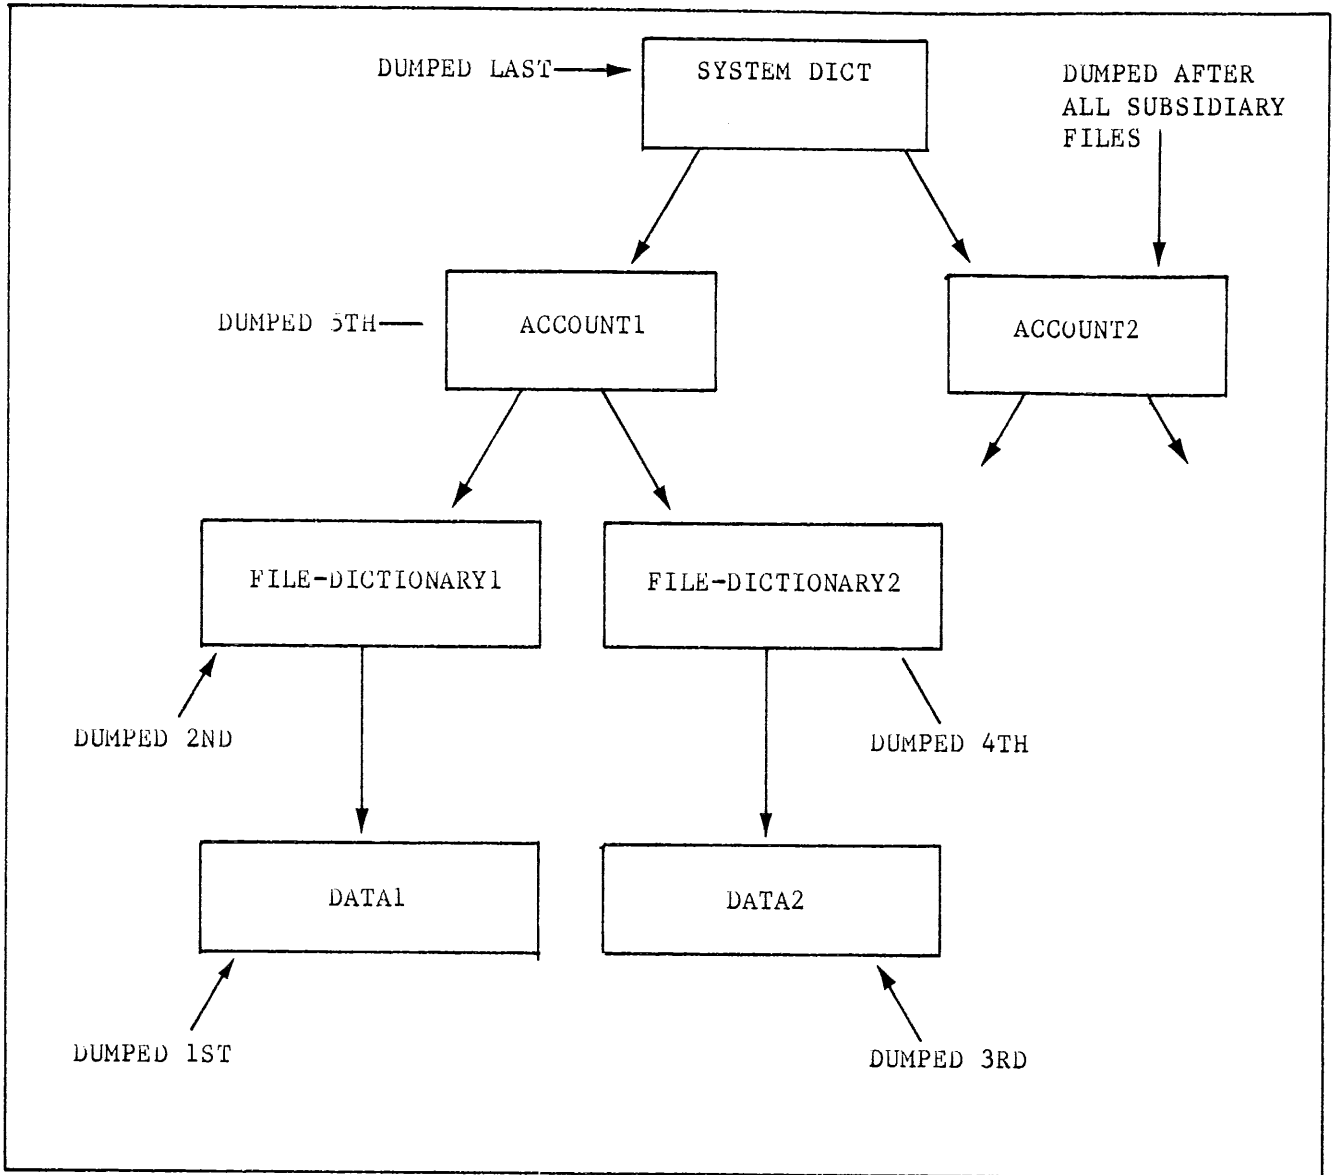 DUMPED LAST
SYSTEM DICT
DUMPED AFTER
ALL SUBSIDIARY
FILES
DUMPED 5TH
ACCOUNT1
ACCOUNT2
FILE-DICTIONARY1
FILE-DICTIONARY2
DUMPED 2ND
DUMPED 4TH
DATA1
DATA2
DUMPED 1ST
DUMPED 3RD